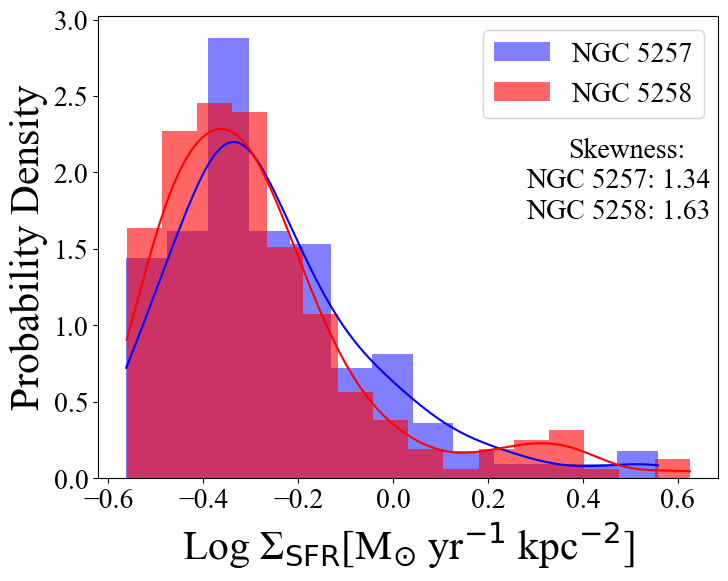 3.0
2.5
2.0
1.5
1.0
0.5
0.0
Probability Density
NGC 5257
NGC 5258
Skewness:
NGC 5257: 1.34
NGC 5258: 1.63
−0.6 −0.4 −0.2 0.0 0.2 0.4 0.6
Log Σ_SFR[M_⊙ yr⁻¹ kpc⁻²]